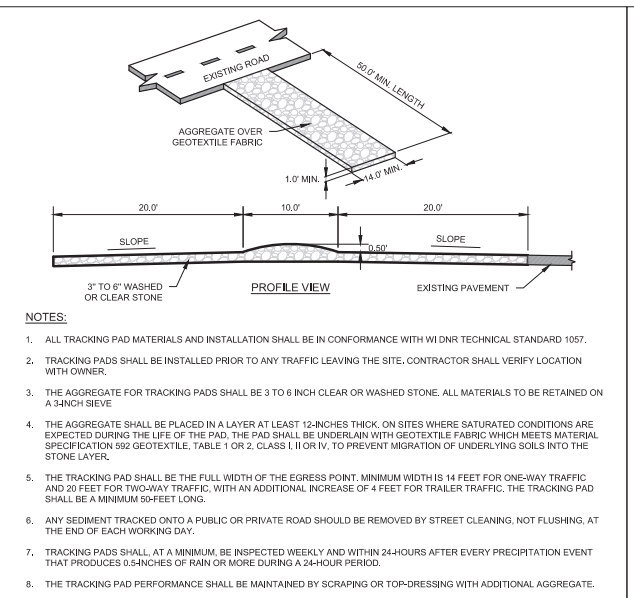 EXISTING ROAD
50.0' MIN. LENGTH
AGGREGATE OVER
GEOTEXTILE FABRIC
1.0' MIN.
14.0' MIN.
20.0'
10.0'
20.0'
SLOPE
0.50'
SLOPE
3" TO 6" WASHED
OR CLEAR STONE
PROFILE VIEW
EXISTING PAVEMENT
NOTES:
1. ALL TRACKING PAD MATERIALS AND INSTALLATION SHALL BE IN CONFORMANCE WITH WI DNR TECHNICAL STANDARD 1057.
2. TRACKING PADS SHALL BE INSTALLED PRIOR TO ANY TRAFFIC LEAVING THE SITE. CONTRACTOR SHALL VERIFY LOCATION
WITH OWNER.
3. THE AGGREGATE FOR TRACKING PADS SHALL BE 3 TO 6 INCH CLEAR OR WASHED STONE. ALL MATERIALS TO BE RETAINED ON
A 3-INCH SIEVE
4. THE AGGREGATE SHALL BE PLACED IN A LAYER AT LEAST 12-INCHES THICK. ON SITES WHERE SATURATED CONDITIONS ARE
EXPECTED DURING THE LIFE OF THE PAD, THE PAD SHALL BE UNDERLAIN WITH GEOTEXTILE FABRIC WHICH MEETS MATERIAL
SPECIFICATION 592 GEOTEXTILE, TABLE 1 OR 2, CLASS I, II OR IV, TO PREVENT MIGRATION OF UNDERLYING SOILS INTO THE
STONE LAYER.
5. THE TRACKING PAD SHALL BE THE FULL WIDTH OF THE EGRESS POINT. MINIMUM WIDTH IS 14 FEET FOR ONE-WAY TRAFFIC
AND 20 FEET FOR TWO-WAY TRAFFIC, WITH AN ADDITIONAL INCREASE OF 4 FEET FOR TRAILER TRAFFIC. THE TRACKING PAD
SHALL BE A MINIMUM 50-FEET LONG.
6. ANY SEDIMENT TRACKED ONTO A PUBLIC OR PRIVATE ROAD SHOULD BE REMOVED BY STREET CLEANING, NOT FLUSHING, AT
THE END OF EACH WORKING DAY.
7. TRACKING PADS SHALL, AT A MINIMUM, BE INSPECTED WEEKLY AND WITHIN 24-HOURS AFTER EVERY PRECIPITATION EVENT
THAT PRODUCES 0.5-INCHES OF RAIN OR MORE DURING A 24-HOUR PERIOD.
8. THE TRACKING PAD PERFORMANCE SHALL BE MAINTAINED BY SCRAPING OR TOP-DRESSING WITH ADDITIONAL AGGREGATE.